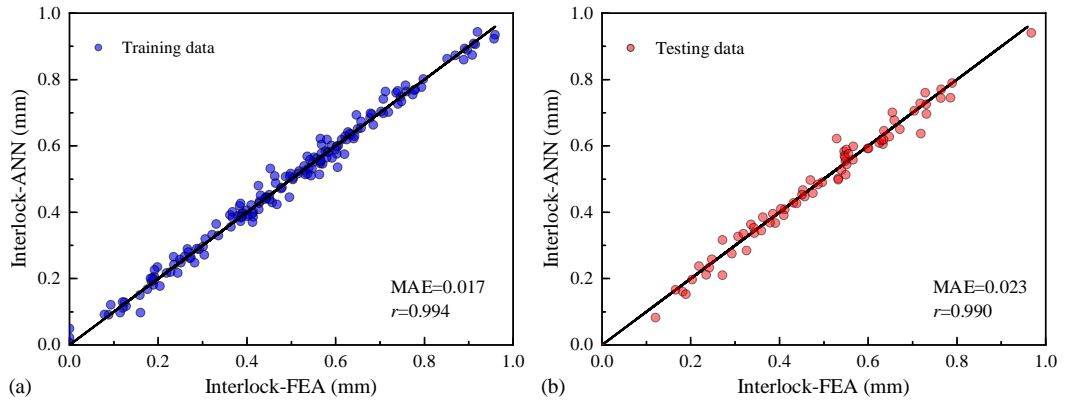 1.0
0.8
0.6
0.4
0.2
0.0
Interlock-ANN (mm)
Training data
MAE=0.017
r=0.994
0.0 0.2 0.4 0.6 0.8 1.0
Interlock-FEA (mm)
(a)
1.0
0.8
0.6
0.4
0.2
0.0
Interlock-ANN (mm)
Testing data
MAE=0.023
r=0.990
0.0 0.2 0.4 0.6 0.8 1.0
Interlock-FEA (mm)
(b)